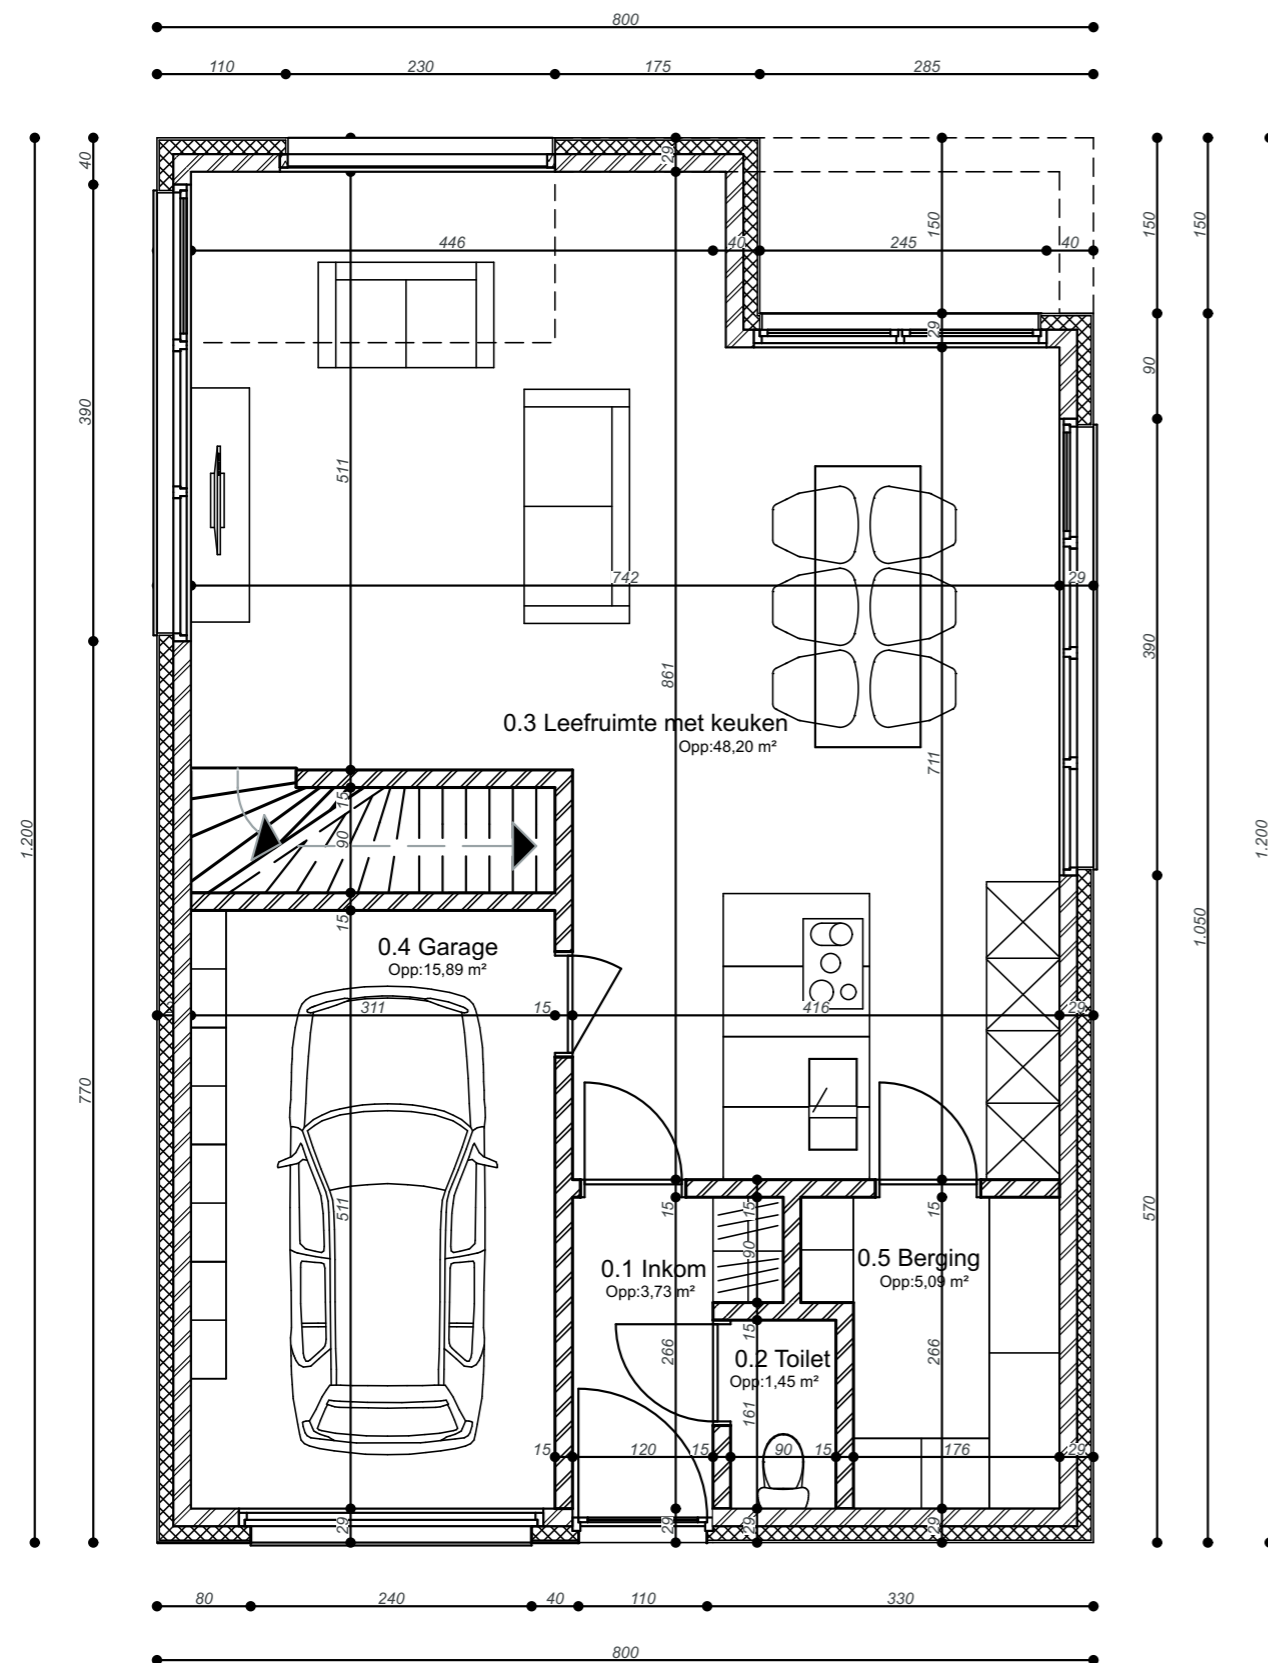 800
110 230 175 285
40
29
150
150
150
446 40 245 40
29
90
390
511
742 29
390
861
0.3 Leefruimte met keuken
Opp:48,20 m²
711
15
90
1.200
1.200
15
1.050
0.4 Garage
Opp:15,89 m²
311 15 416 29
770
511
15
15
15
570
90
0.1 Inkom
Opp:3,73 m²
0.5 Berging
Opp:5,09 m²
15
266
266
0.2 Toilet
Opp:1,45 m²
161
15 120 15 90 15 176 29
29
29
29
29
80 240 40 110 330
800